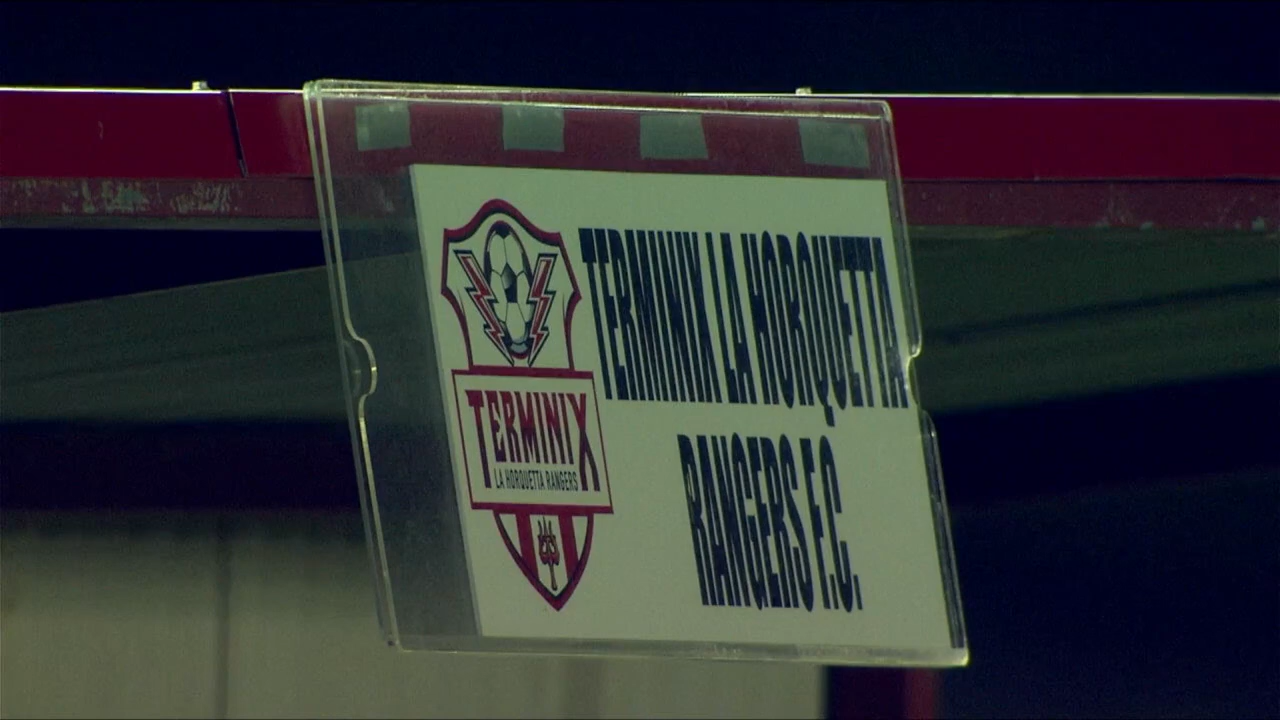 TERMINIX LA HORQUETTA
RANGERS F.C.
TERMINIX
LA HORQUETTA RANGERS